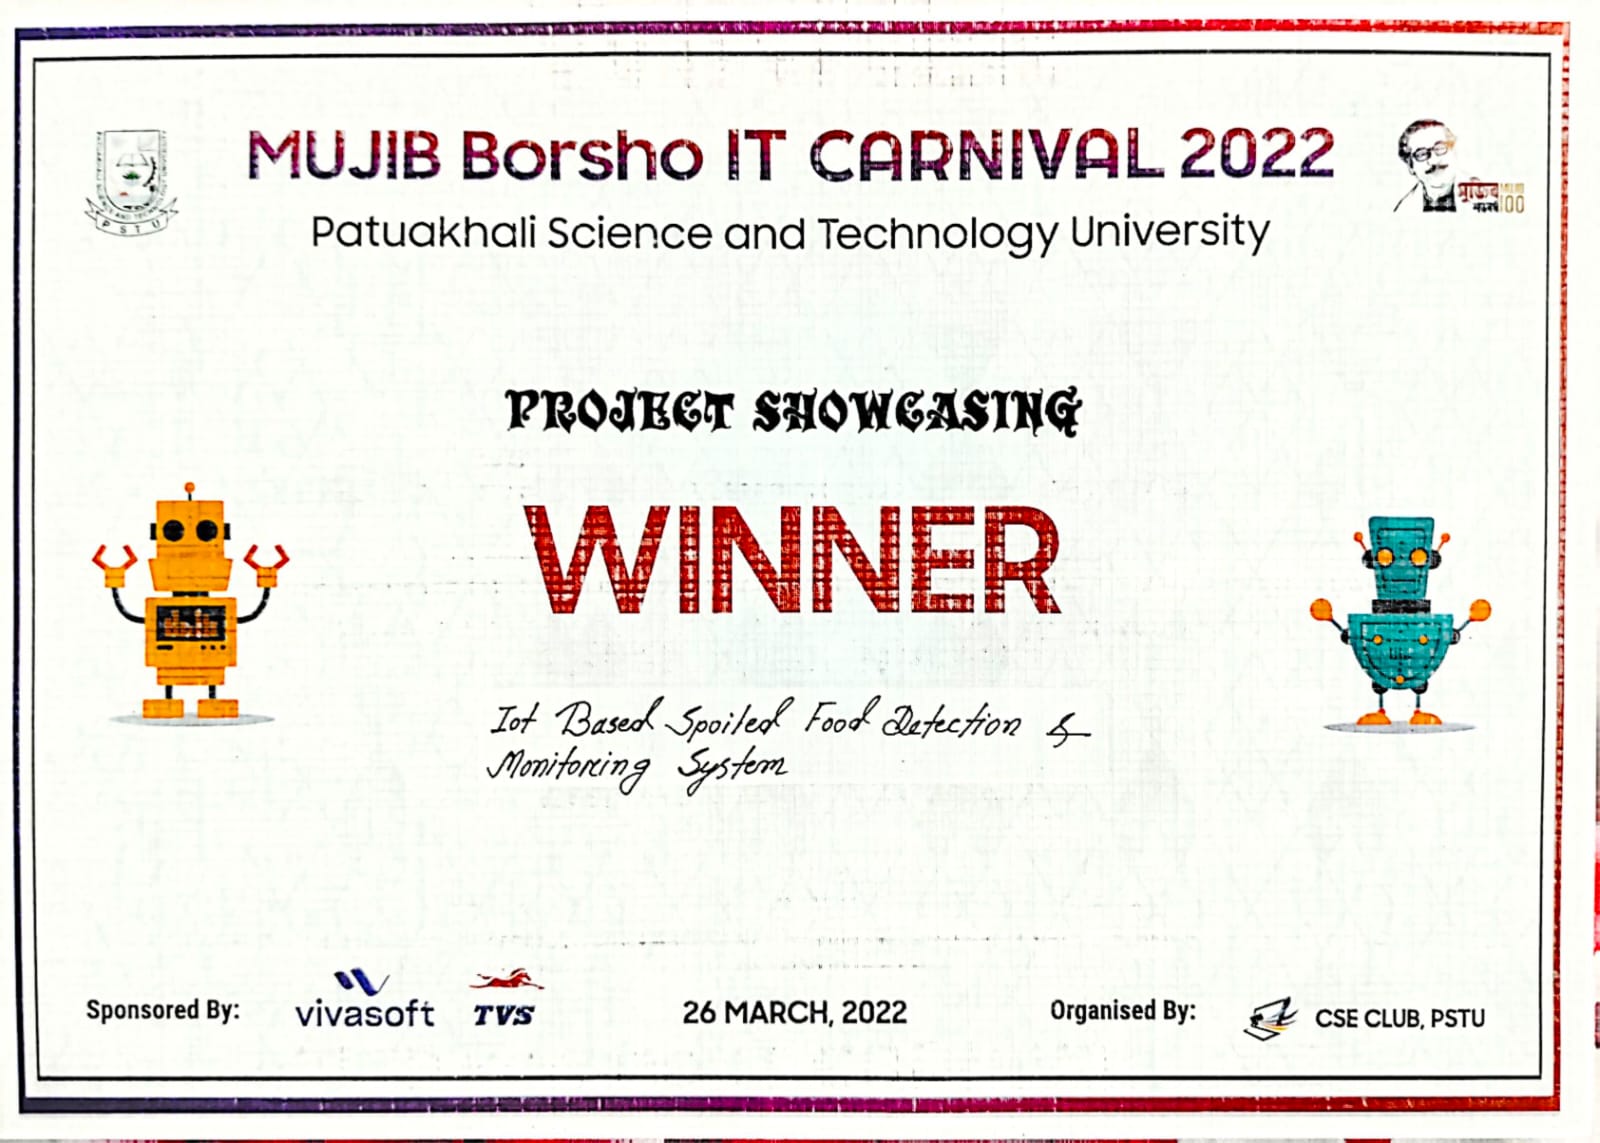 MUJIB Borsho IT CARNIVAL 2022
Patuakhali Science and Technology University
PSTU
মুজিব MUJIB
শতবর্ষ 100
PROJECT SHOWCASING
WINNER
Iot Based Spoiled Food Detection &
Monitoring System
Sponsored By: vivasoft TVS 26 MARCH, 2022 Organised By: CSE CLUB, PSTU